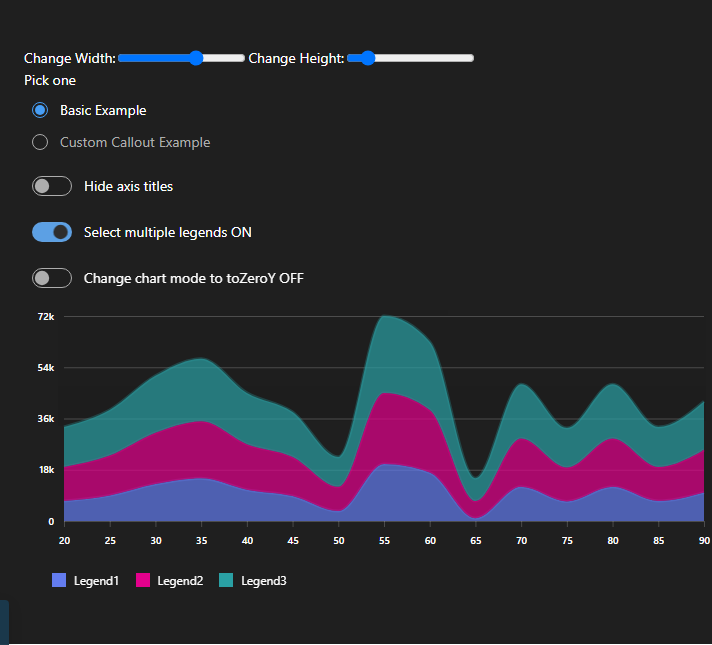 Change Width: Change Height:
Pick one
Basic Example
Custom Callout Example
Hide axis titles
Select multiple legends ON
Change chart mode to toZeroY OFF
72k
54k
36k
18k
0
20 25 30 35 40 45 50 55 60 65 70 75 80 85 90
Legend1 Legend2 Legend3